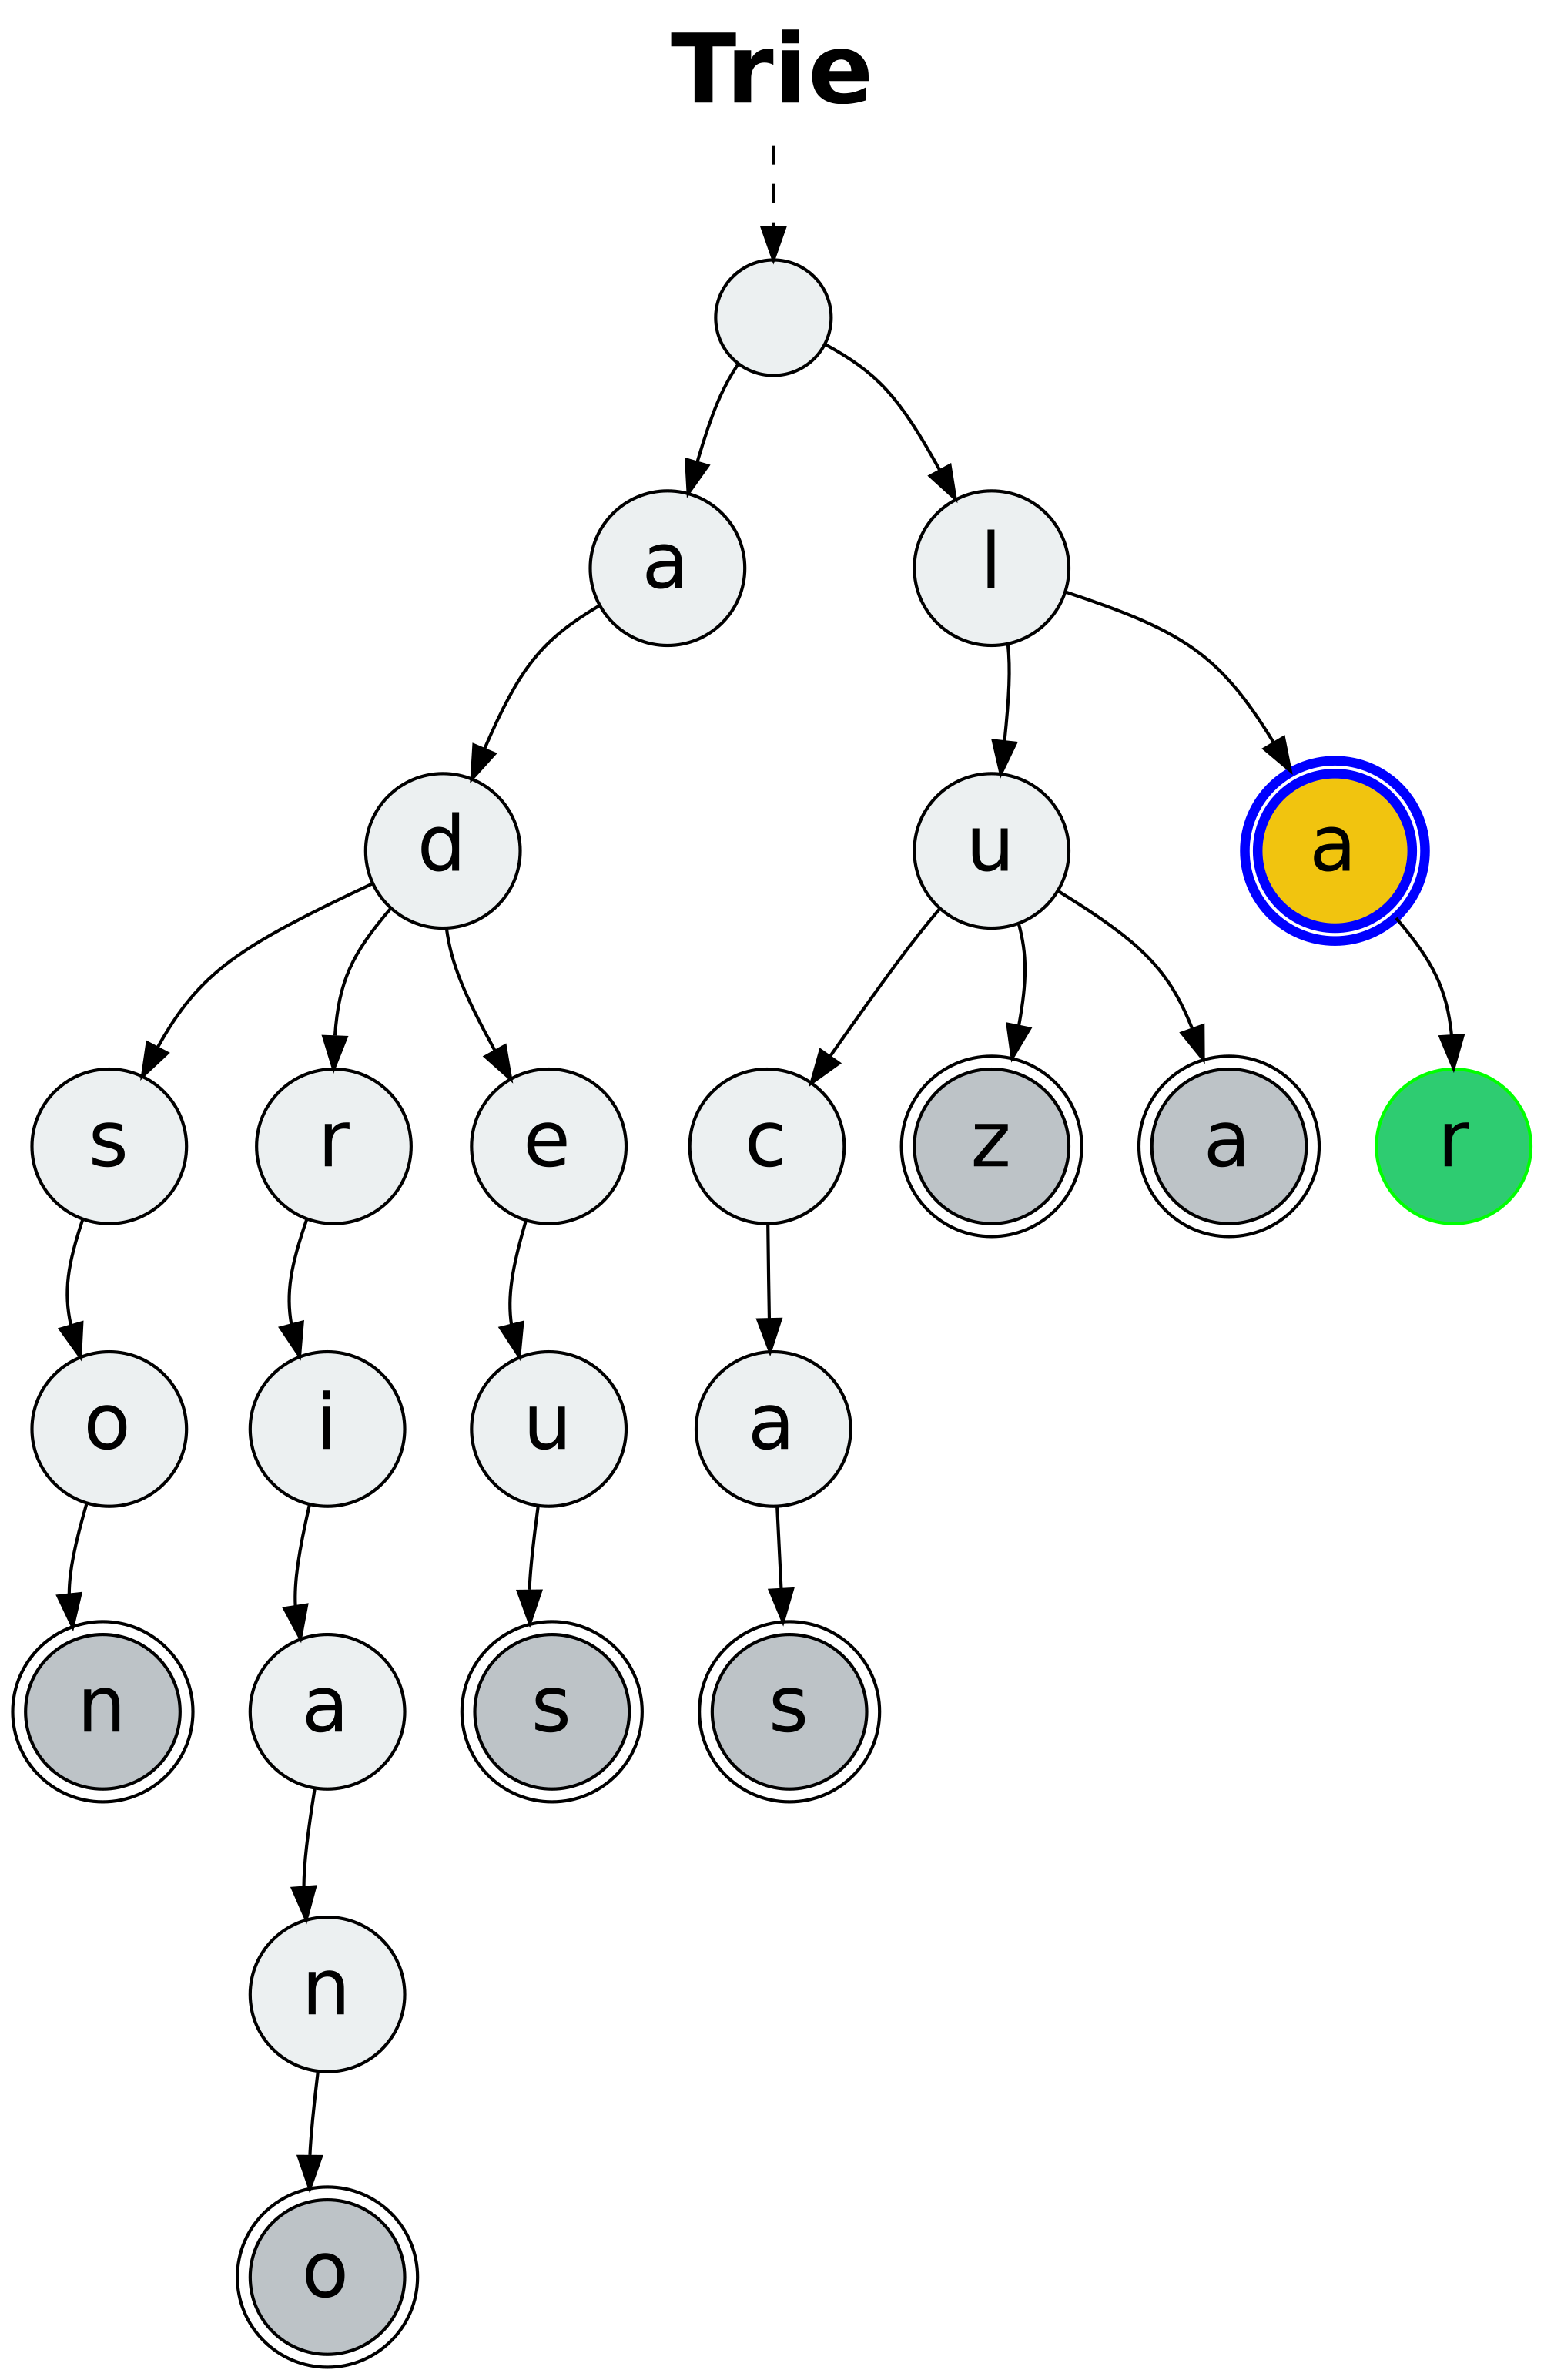 Trie
a l
d u a
s r e c z a r
o i u a
n a s s
n
o